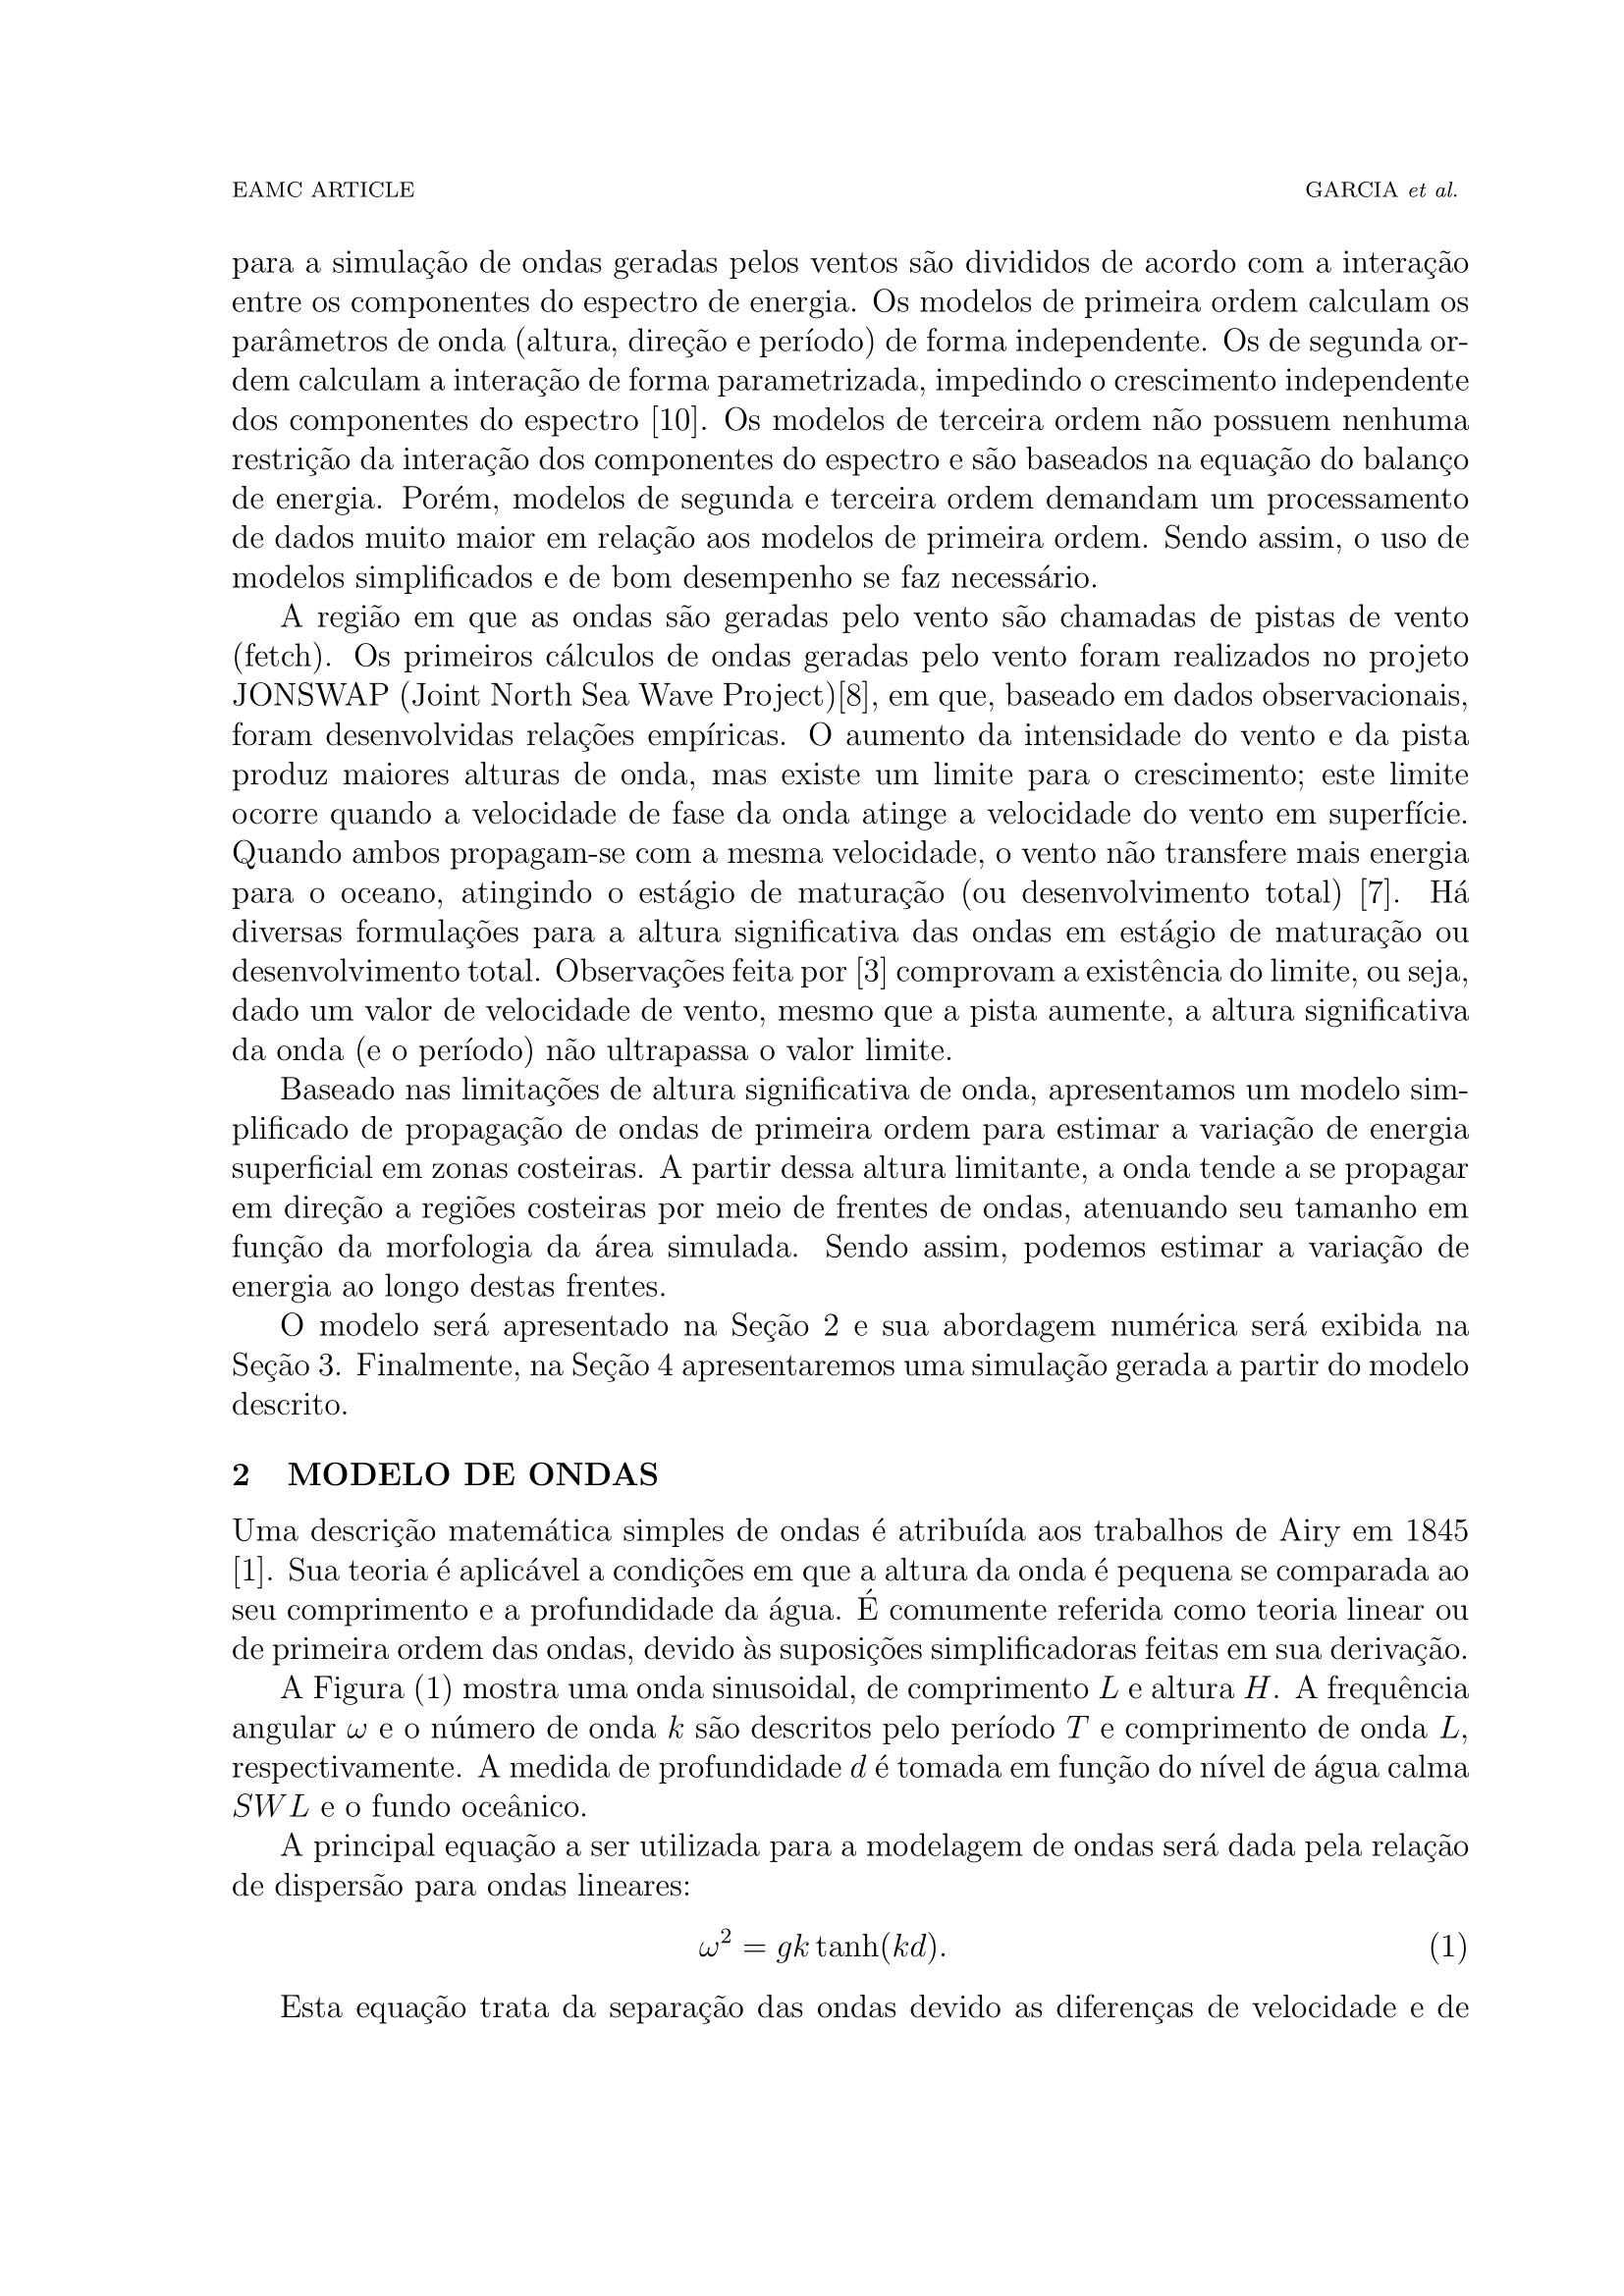 EAMC ARTICLE GARCIA et al.
para a simulação de ondas geradas pelos ventos são divididos de acordo com a interação
entre os componentes do espectro de energia. Os modelos de primeira ordem calculam os
parâmetros de onda (altura, direção e período) de forma independente. Os de segunda or-
dem calculam a interação de forma parametrizada, impedindo o crescimento independente
dos componentes do espectro [10]. Os modelos de terceira ordem não possuem nenhuma
restrição da interação dos componentes do espectro e são baseados na equação do balanço
de energia. Porém, modelos de segunda e terceira ordem demandam um processamento
de dados muito maior em relação aos modelos de primeira ordem. Sendo assim, o uso de
modelos simplificados e de bom desempenho se faz necessário.
A região em que as ondas são geradas pelo vento são chamadas de pistas de vento
(fetch). Os primeiros cálculos de ondas geradas pelo vento foram realizados no projeto
JONSWAP (Joint North Sea Wave Project)[8], em que, baseado em dados observacionais,
foram desenvolvidas relações empíricas. O aumento da intensidade do vento e da pista
produz maiores alturas de onda, mas existe um limite para o crescimento; este limite
ocorre quando a velocidade de fase da onda atinge a velocidade do vento em superfície.
Quando ambos propagam-se com a mesma velocidade, o vento não transfere mais energia
para o oceano, atingindo o estágio de maturação (ou desenvolvimento total) [7]. Há
diversas formulações para a altura significativa das ondas em estágio de maturação ou
desenvolvimento total. Observações feita por [3] comprovam a existência do limite, ou seja,
dado um valor de velocidade de vento, mesmo que a pista aumente, a altura significativa
da onda (e o período) não ultrapassa o valor limite.
Baseado nas limitações de altura significativa de onda, apresentamos um modelo sim-
plificado de propagação de ondas de primeira ordem para estimar a variação de energia
superficial em zonas costeiras. A partir dessa altura limitante, a onda tende a se propagar
em direção a regiões costeiras por meio de frentes de ondas, atenuando seu tamanho em
função da morfologia da área simulada. Sendo assim, podemos estimar a variação de
energia ao longo destas frentes.
O modelo será apresentado na Seção 2 e sua abordagem numérica será exibida na
Seção 3. Finalmente, na Seção 4 apresentaremos uma simulação gerada a partir do modelo
descrito.
2 MODELO DE ONDAS
Uma descrição matemática simples de ondas é atribuída aos trabalhos de Airy em 1845
[1]. Sua teoria é aplicável a condições em que a altura da onda é pequena se comparada ao
seu comprimento e a profundidade da água. É comumente referida como teoria linear ou
de primeira ordem das ondas, devido às suposições simplificadoras feitas em sua derivação.
A Figura (1) mostra uma onda sinusoidal, de comprimento L e altura H. A frequência
angular ω e o número de onda k são descritos pelo período T e comprimento de onda L,
respectivamente. A medida de profundidade d é tomada em função do nível de água calma
SWL e o fundo oceânico.
A principal equação a ser utilizada para a modelagem de ondas será dada pela relação
de dispersão para ondas lineares:
ω² = gk tanh(kd). (1)
Esta equação trata da separação das ondas devido as diferenças de velocidade e de